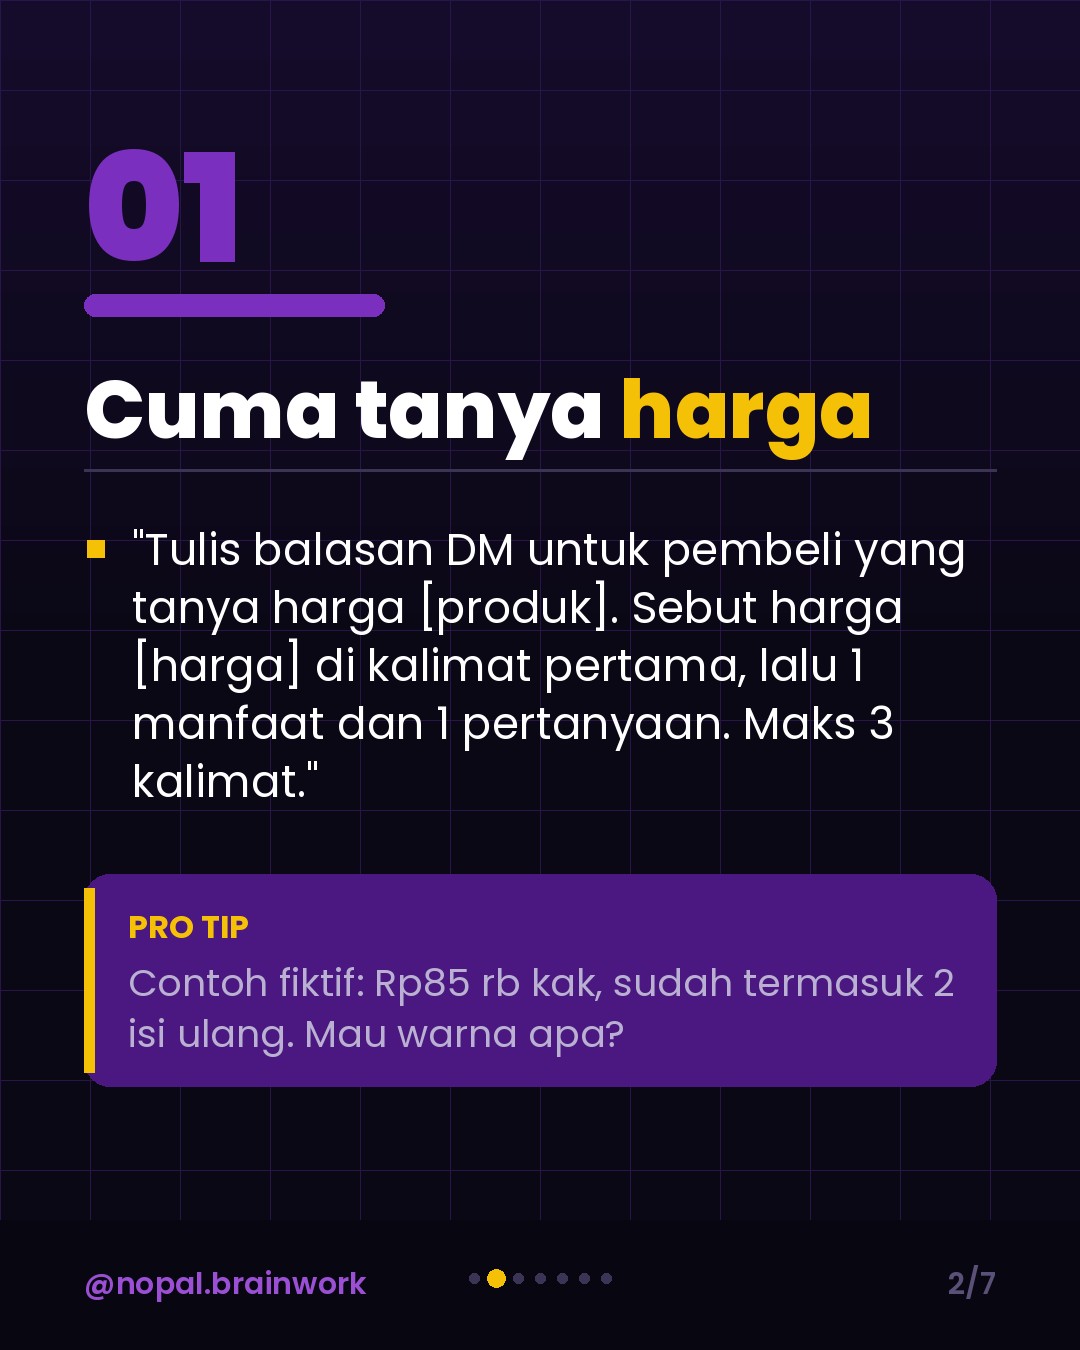 01
Cuma tanya harga
"Tulis balasan DM untuk pembeli yang
tanya harga [produk]. Sebut harga
[harga] di kalimat pertama, lalu 1
manfaat dan 1 pertanyaan. Maks 3
kalimat."
PRO TIP
Contoh fiktif: Rp85 rb kak, sudah termasuk 2
isi ulang. Mau warna apa?
@nopal.brainwork
2/7